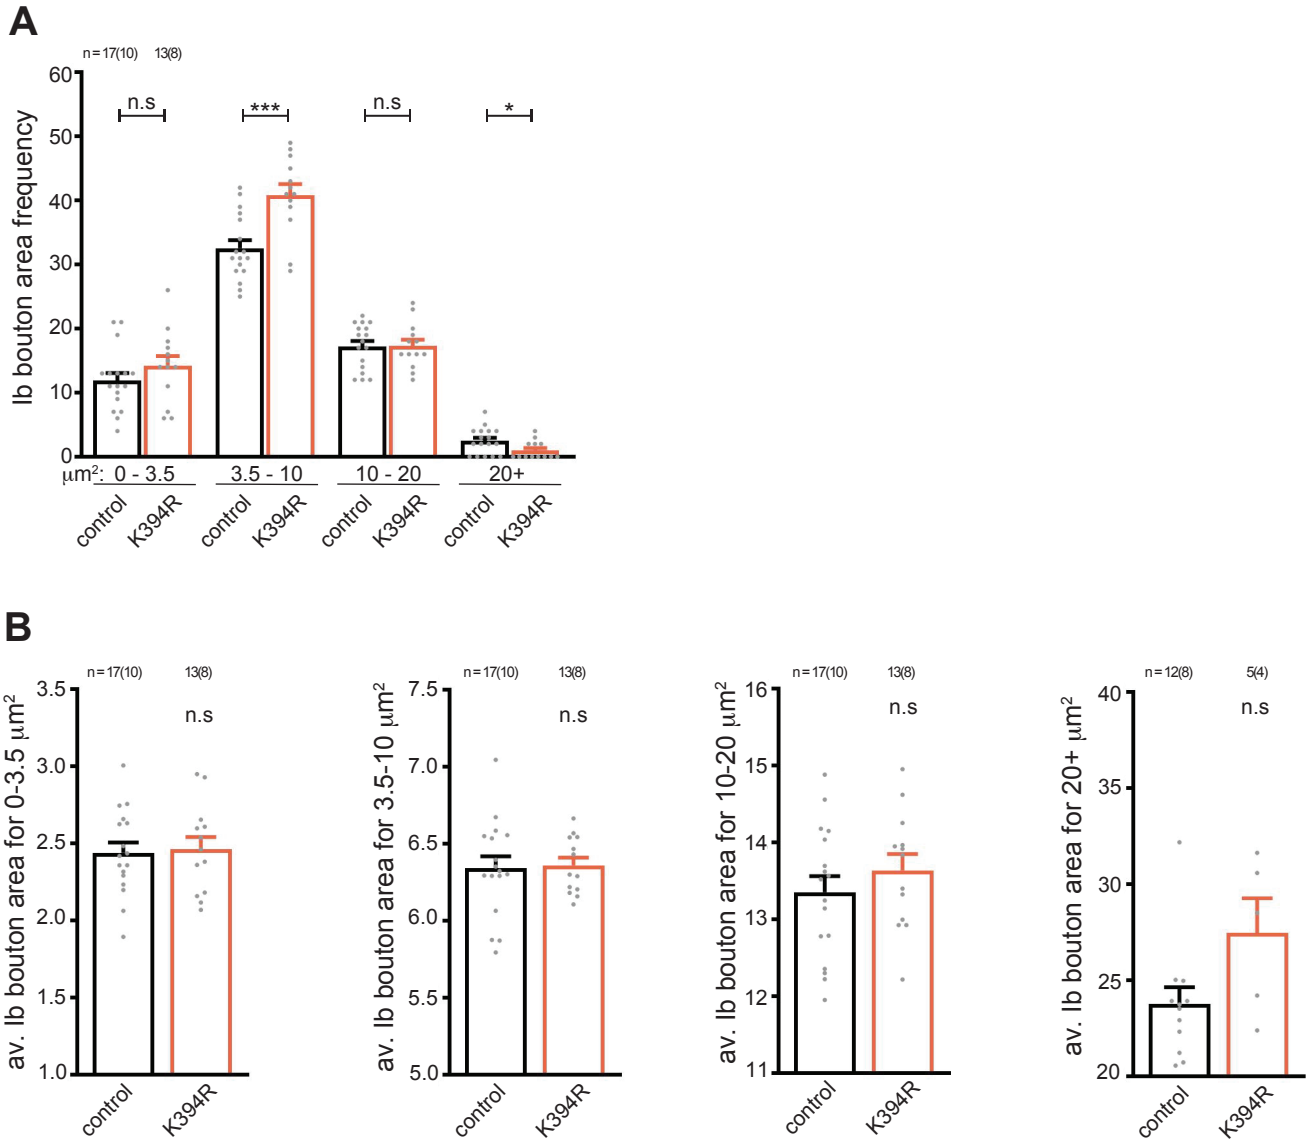 A
n=17(10) 13(8)
60
50
40
30
20
10
0
Ib bouton area frequency
n.s
***
n.s
*
μm²: 0 - 3.5 3.5 - 10 10 - 20 20+
control K394R control K394R control K394R control K394R
B
n=17(10) 13(8)
n.s
3.5
3.0
2.5
2.0
1.5
1.0
av. Ib bouton area for 0-3.5 μm²
control K394R
n=17(10) 13(8)
n.s
7.5
7.0
6.5
6.0
5.5
5.0
av. Ib bouton area for 3.5-10 μm²
control K394R
n=17(10) 13(8)
n.s
16
15
14
13
12
11
av. Ib bouton area for 10-20 μm²
control K394R
n=12(8) 5(4)
n.s
40
35
30
25
20
av. Ib bouton area for 20+ μm²
control K394R